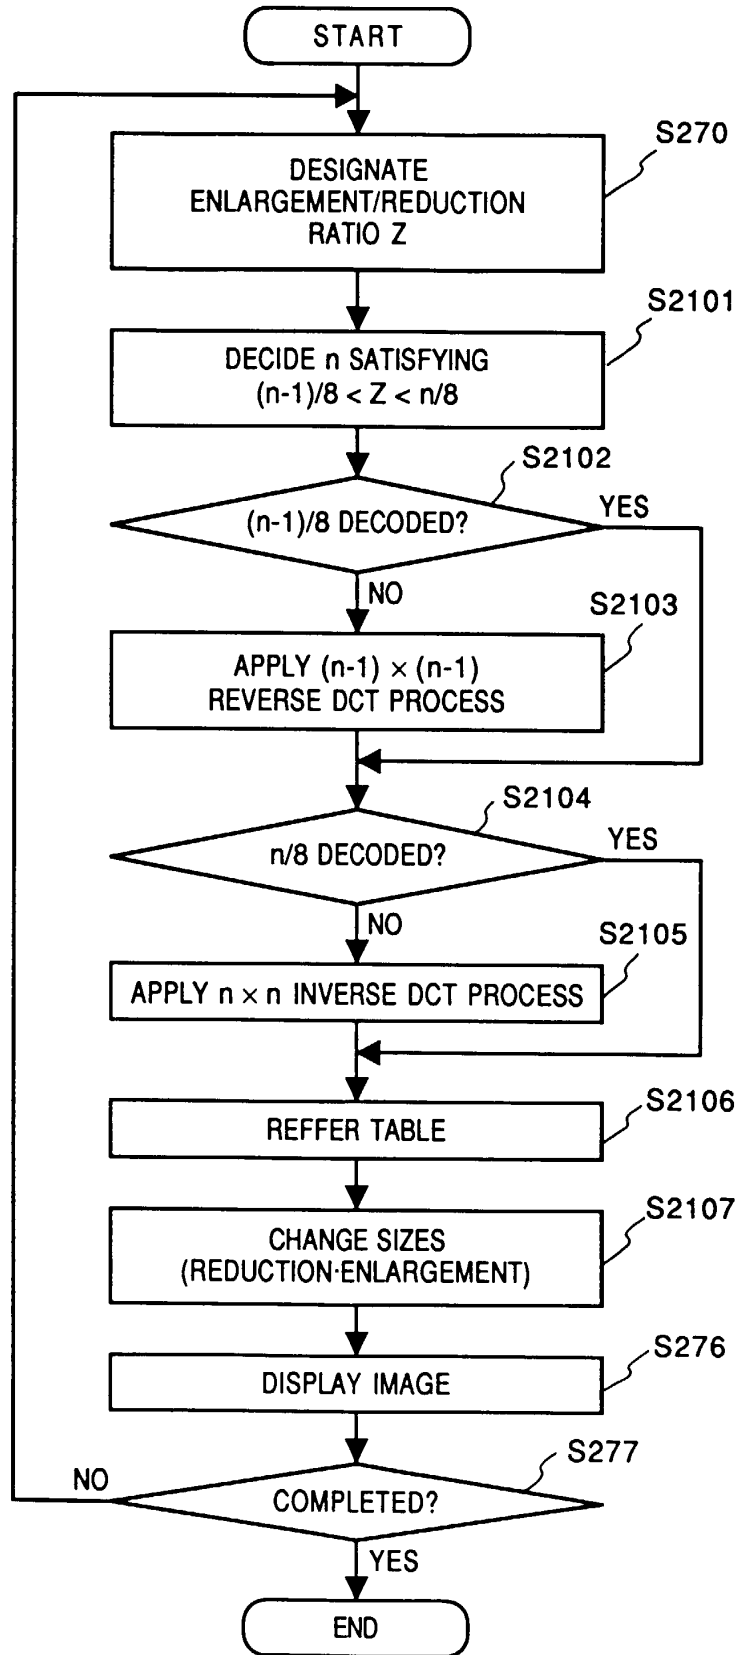 START
S270
DESIGNATE
ENLARGEMENT/REDUCTION
RATIO Z
S2101
DECIDE n SATISFYING
(n-1)/8 < Z < n/8
S2102
(n-1)/8 DECODED?
YES
NO
S2103
APPLY (n-1) × (n-1)
REVERSE DCT PROCESS
S2104
n/8 DECODED?
YES
NO
S2105
APPLY n × n INVERSE DCT PROCESS
S2106
REFFER TABLE
S2107
CHANGE SIZES
(REDUCTION·ENLARGEMENT)
S276
DISPLAY IMAGE
S277
NO
COMPLETED?
YES
END